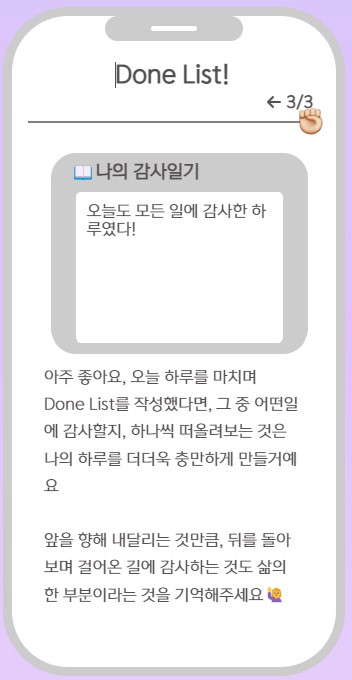 Done List!
← 3/3
📖 나의 감사일기
오늘도 모든 일에 감사한 하
루였다!
아주 좋아요, 오늘 하루를 마치며
Done List를 작성했다면, 그 중 어떤일
에 감사할지, 하나씩 떠올려보는 것은
나의 하루를 더더욱 충만하게 만들거예
요
앞을 향해 내달리는 것만큼, 뒤를 돌아
보며 걸어온 길에 감사하는 것도 삶의
한 부분이라는 것을 기억해주세요 🙋